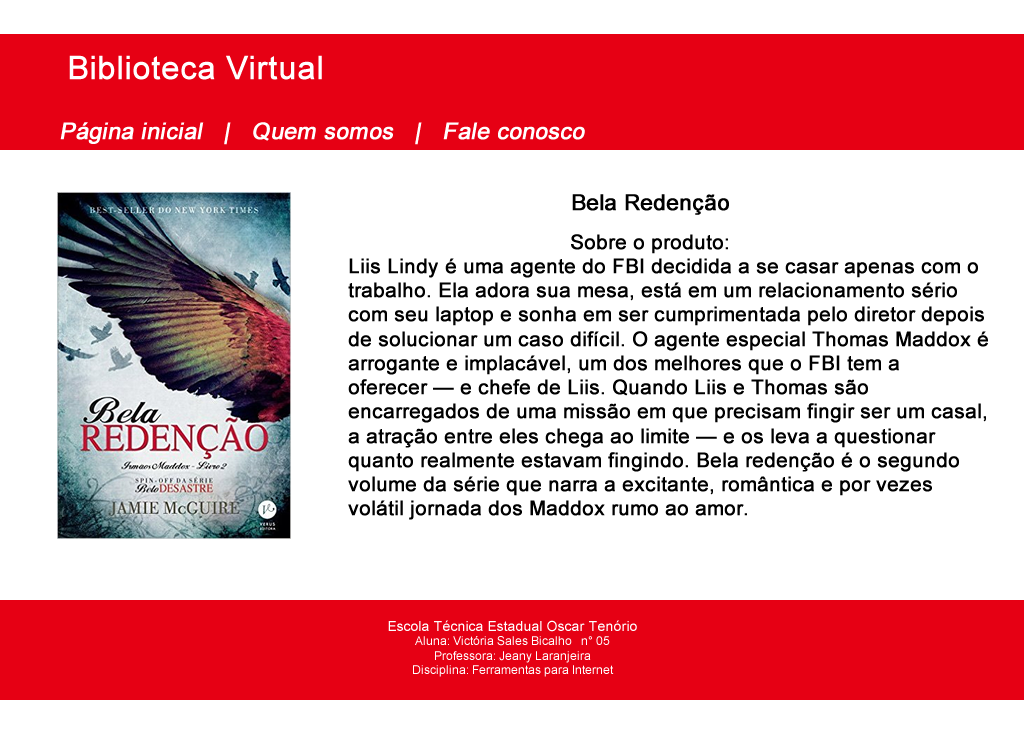 Biblioteca Virtual
Página inicial | Quem somos | Fale conosco
BEST-SELLER DO NEW YORK TIMES
Bela
REDENÇÃO
Irmãos Maddox - Livro 2
SPIN-OFF DA SÉRIE
Belo DESASTRE
JAMIE McGUIRE
VERUS
EDITORA
Bela Redenção
Sobre o produto:
Liis Lindy é uma agente do FBI decidida a se casar apenas com o
trabalho. Ela adora sua mesa, está em um relacionamento sério
com seu laptop e sonha em ser cumprimentada pelo diretor depois
de solucionar um caso difícil. O agente especial Thomas Maddox é
arrogante e implacável, um dos melhores que o FBI tem a
oferecer — e chefe de Liis. Quando Liis e Thomas são
encarregados de uma missão em que precisam fingir ser um casal,
a atração entre eles chega ao limite — e os leva a questionar
quanto realmente estavam fingindo. Bela redenção é o segundo
volume da série que narra a excitante, romântica e por vezes
volátil jornada dos Maddox rumo ao amor.
Escola Técnica Estadual Oscar Tenório
Aluna: Victória Sales Bicalho n° 05
Professora: Jeany Laranjeira
Disciplina: Ferramentas para Internet